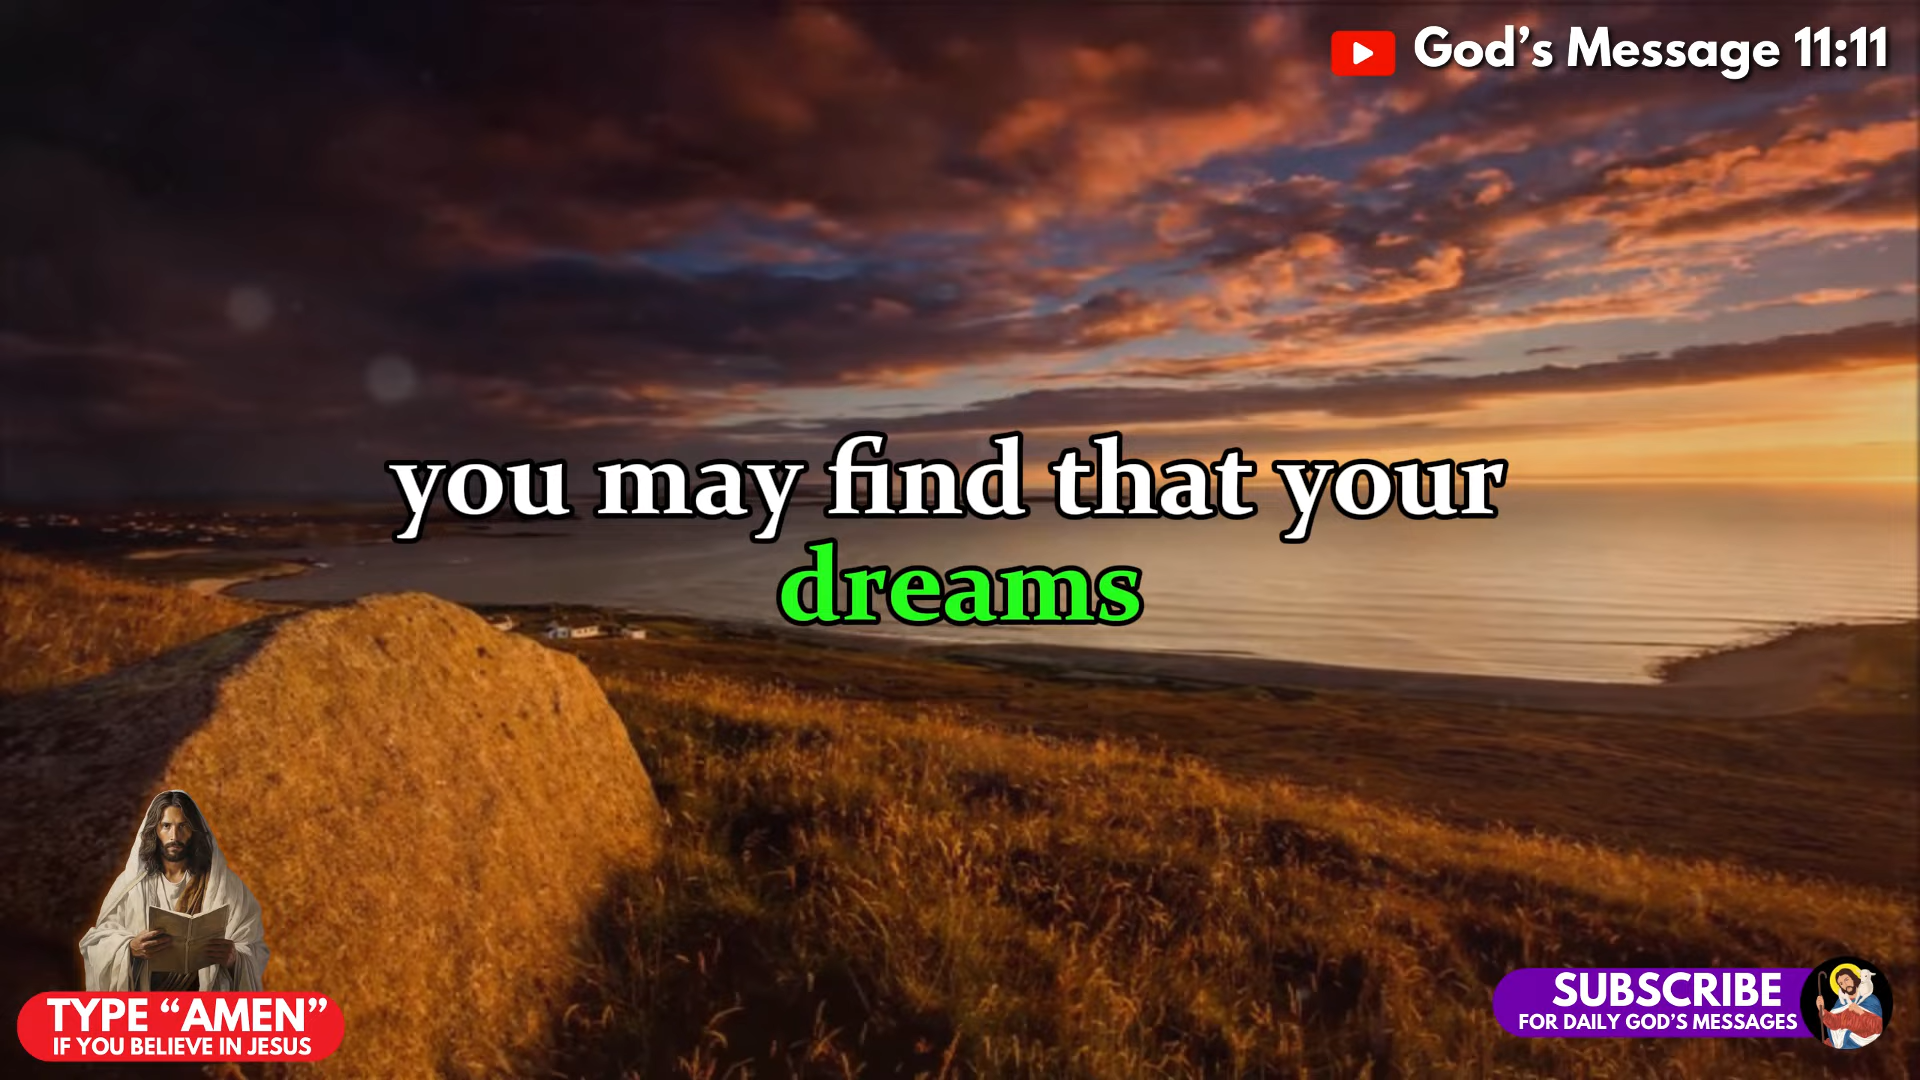 God’s Message 11:11
you may find that your
dreams
TYPE “AMEN”
IF YOU BELIEVE IN JESUS
SUBSCRIBE
FOR DAILY GOD’S MESSAGES